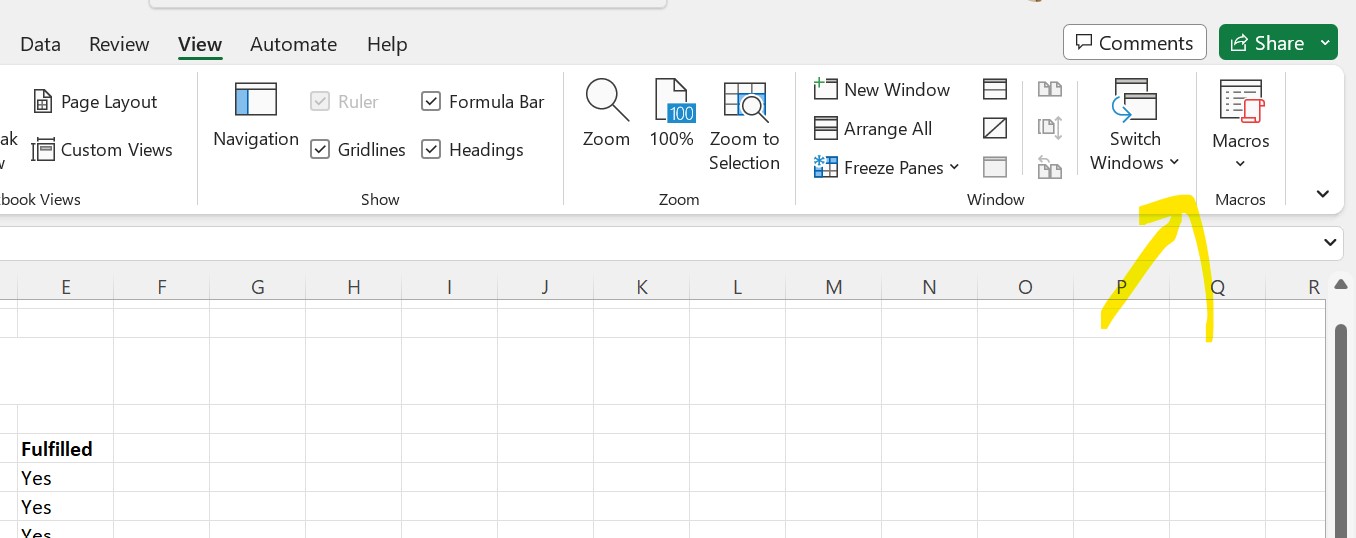 Data Review View Automate Help Comments Share
Page Layout
Custom Views
book Views
Navigation
Ruler Formula Bar
Gridlines Headings
Show
Zoom
100
100%
Zoom to
Selection
Zoom
New Window
Arrange All
Freeze Panes
Switch
Windows
Window
Macros
Macros
E F G H I J K L M N O P Q R
Fulfilled
Yes
Yes
Yes